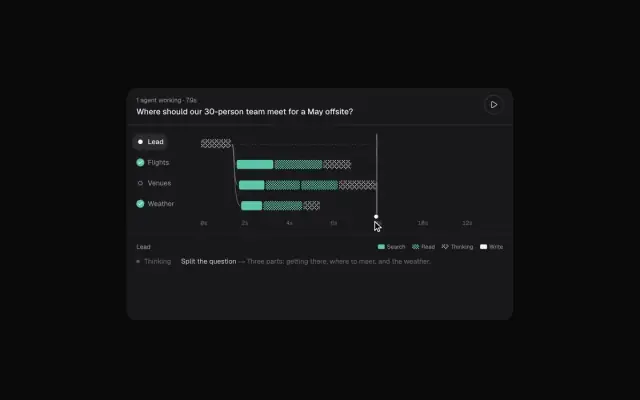 1 agent working · 7.9s
Where should our 30-person team meet for a May offsite?
Lead
Flights
Venues
Weather
0s 2s 4s 6s 10s 12s
Lead
Search Read Thinking Write
Thinking Split the question → Three parts: getting there, where to meet, and the weather.